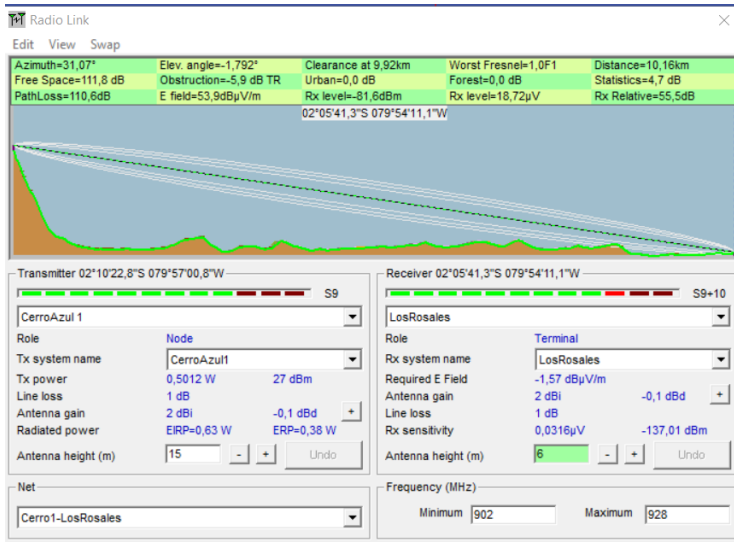 Radio Link
Edit View Swap
Azimuth=31,07° Elev. angle=-1,792° Clearance at 9,92km Worst Fresnel=1,0F1 Distance=10,16km
Free Space=111,8 dB Obstruction=-5,9 dB TR Urban=0,0 dB Forest=0,0 dB Statistics=4,7 dB
PathLoss=110,6dB E field=53,9dBμV/m Rx level=-81,6dBm Rx level=18,72μV Rx Relative=55,5dB
02°05'41,3"S 079°54'11,1"W
Transmitter 02°10'22,8"S 079°57'00,8"W
S9
CerroAzul 1
Role Node
Tx system name CerroAzul1
Tx power 0,5012 W 27 dBm
Line loss 1 dB
Antenna gain 2 dBi -0,1 dBd +
Radiated power EIRP=0,63 W ERP=0,38 W
Antenna height (m) 15 - + Undo
Net
Cerro1-LosRosales
Receiver 02°05'41,3"S 079°54'11,1"W
S9+10
LosRosales
Role Terminal
Rx system name LosRosales
Required E Field -1,57 dBμV/m
Antenna gain 2 dBi -0,1 dBd +
Line loss 1 dB
Rx sensitivity 0,0316μV -137,01 dBm
Antenna height (m) 6 - + Undo
Frequency (MHz)
Minimum 902 Maximum 928